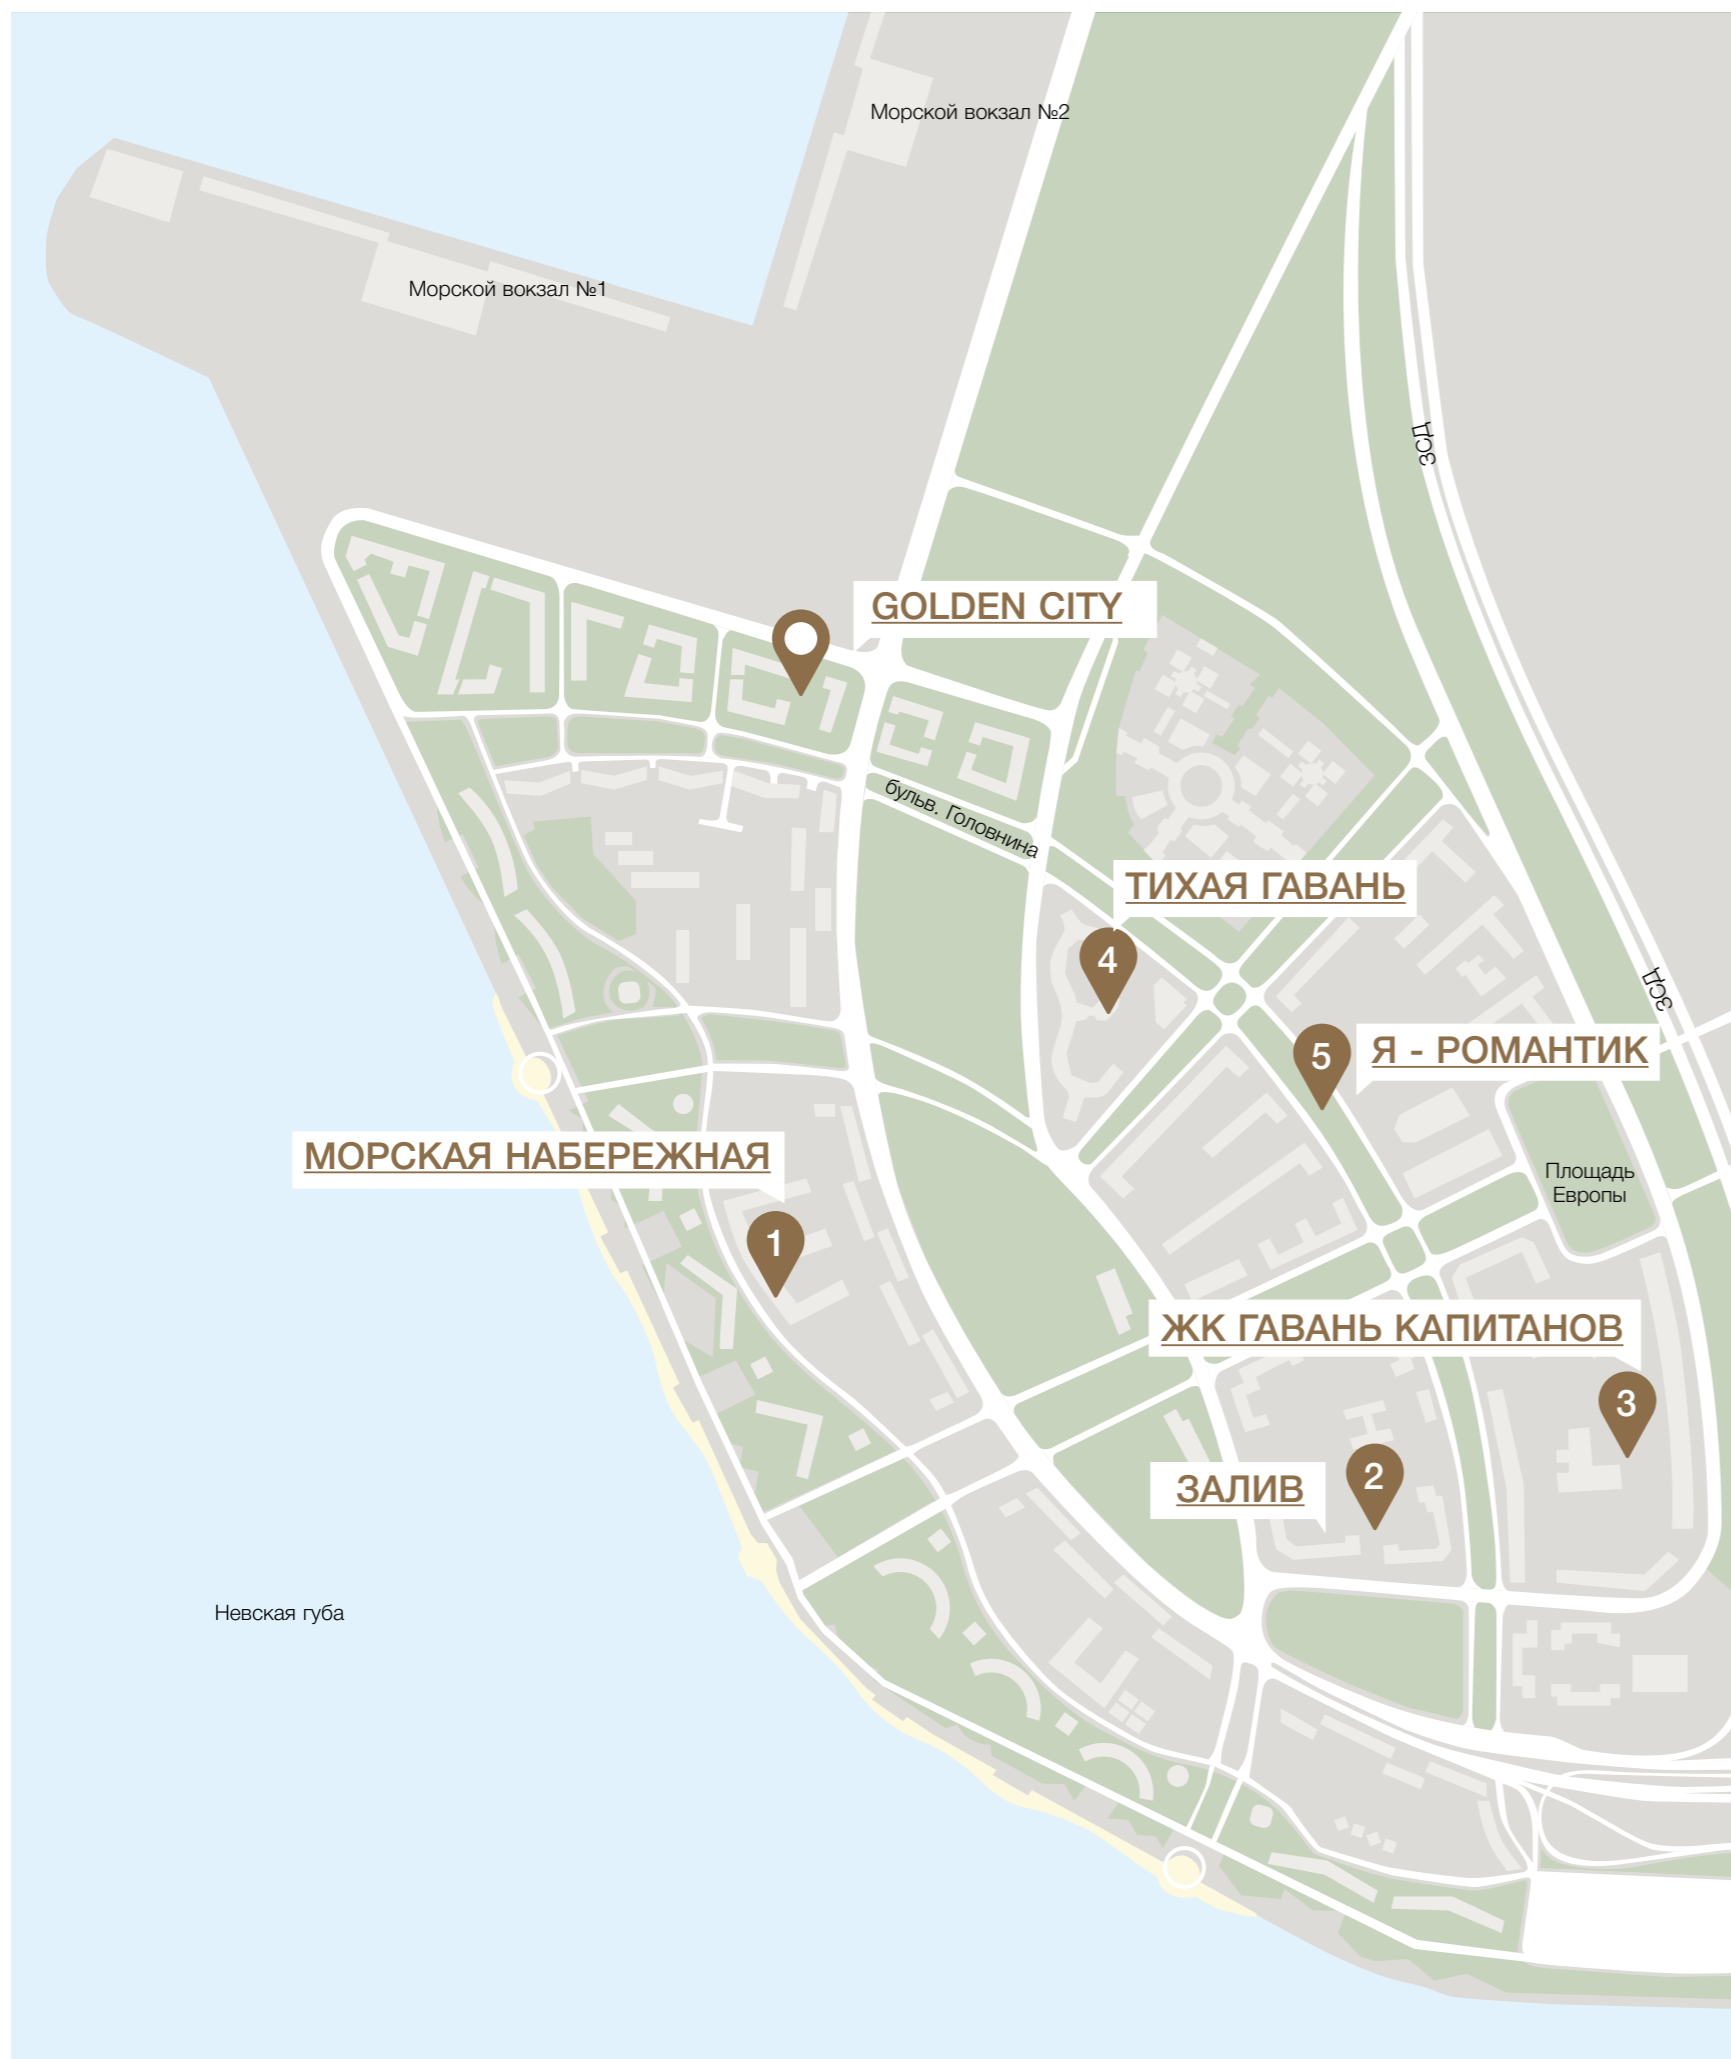 Морской вокзал №2
Морской вокзал №1
ЗСД
GOLDEN CITY
бульв. Головнина
ТИХАЯ ГАВАНЬ
4
ЗСД
5
Я - РОМАНТИК
МОРСКАЯ НАБЕРЕЖНАЯ
Площадь
Европы
1
ЖК ГАВАНЬ КАПИТАНОВ
3
2
ЗАЛИВ
Невская губа